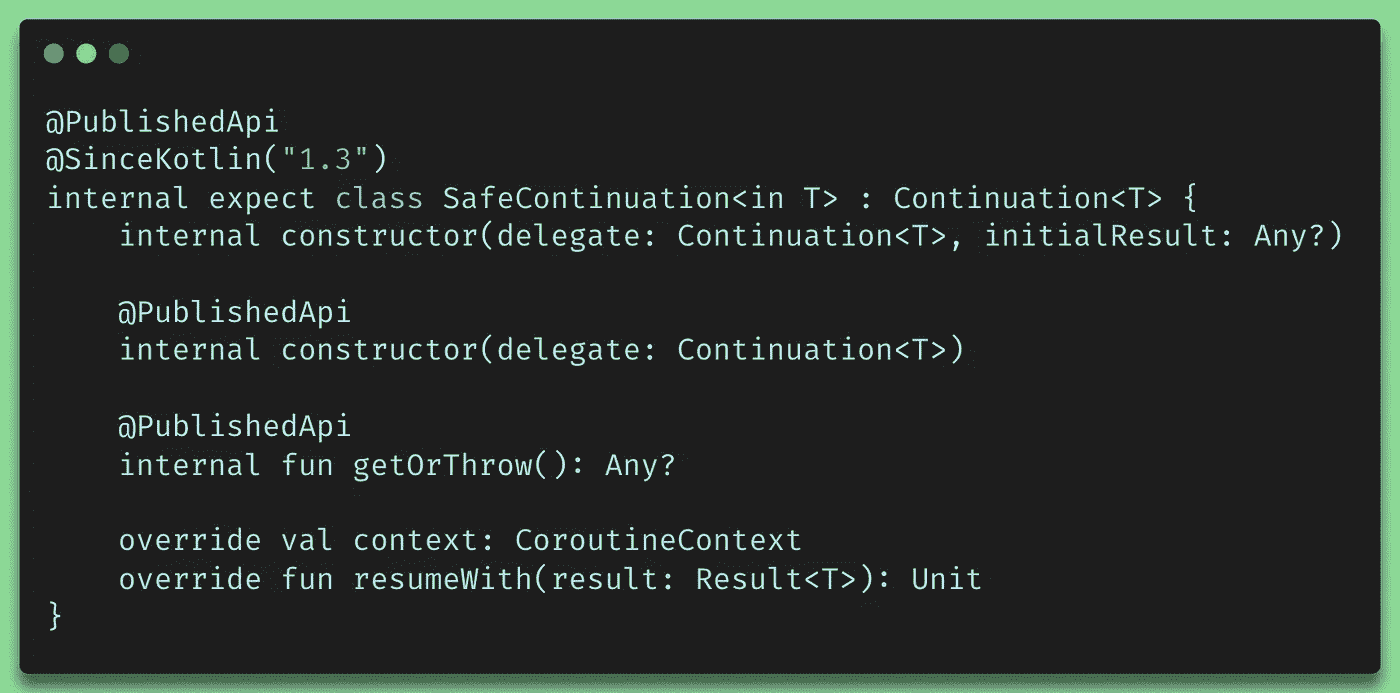 @PublishedApi
@SinceKotlin("1.3")
internal expect class SafeContinuation<in T> : Continuation<T> {
    internal constructor(delegate: Continuation<T>, initialResult: Any?)

    @PublishedApi
    internal constructor(delegate: Continuation<T>)

    @PublishedApi
    internal fun getOrThrow(): Any?

    override val context: CoroutineContext
    override fun resumeWith(result: Result<T>): Unit
}